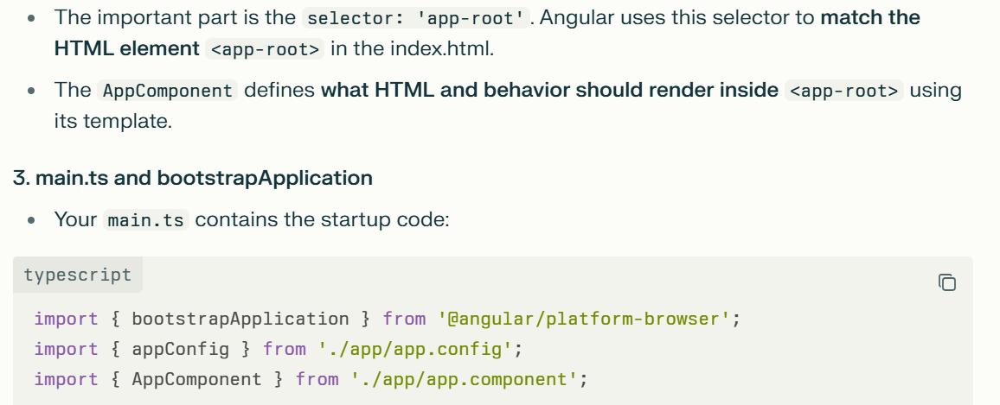 The important part is the selector: 'app-root'. Angular uses this selector to match the
HTML element <app-root> in the index.html.
The AppComponent defines what HTML and behavior should render inside <app-root> using
its template.
3. main.ts and bootstrapApplication
Your main.ts contains the startup code:
typescript
import { bootstrapApplication } from '@angular/platform-browser';
import { appConfig } from './app/app.config';
import { AppComponent } from './app/app.component';